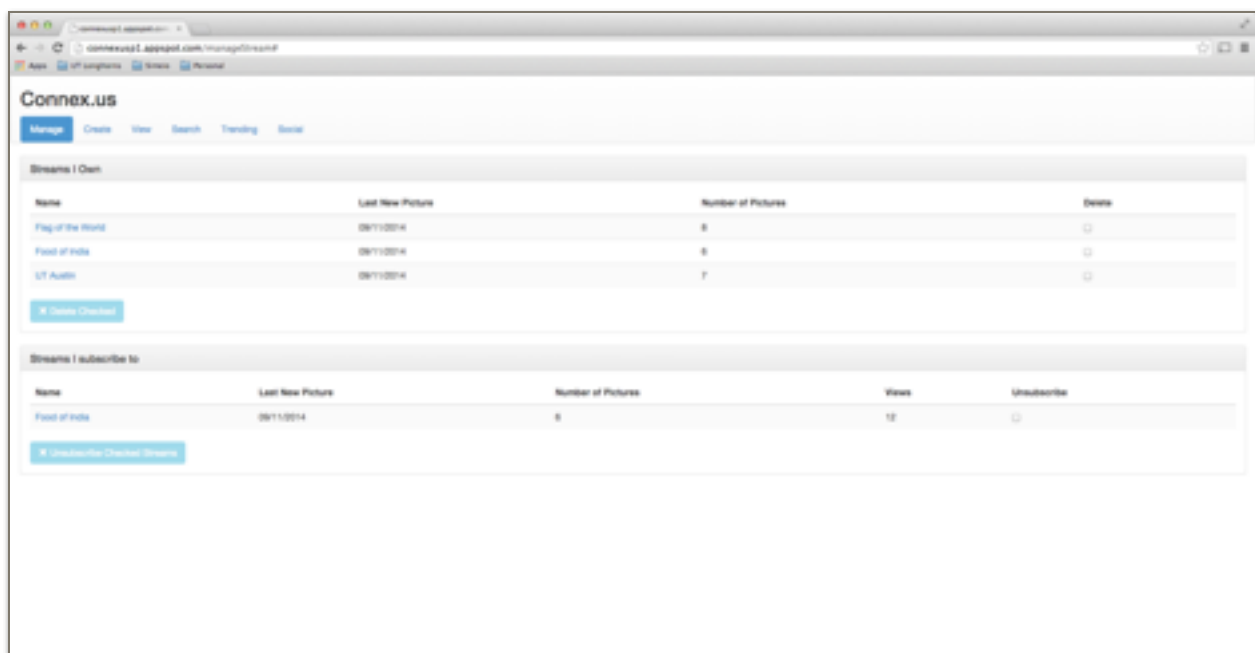 connexusp1.appspot.com/manageStream#
Apps UT Longhorns Personal
Connex.us
Manage Create View Search Trending Social
Streams I Own
Name Last New Picture Number of Pictures Delete
Flag of the World 09/11/2014
Food of India 09/11/2014
UT Austin 09/11/2014 7
Delete Checked
Streams I subscribe to
Name Last New Picture Number of Pictures Views Unsubscribe
Food of India 09/11/2014 6 12
Unsubscribe Checked Streams